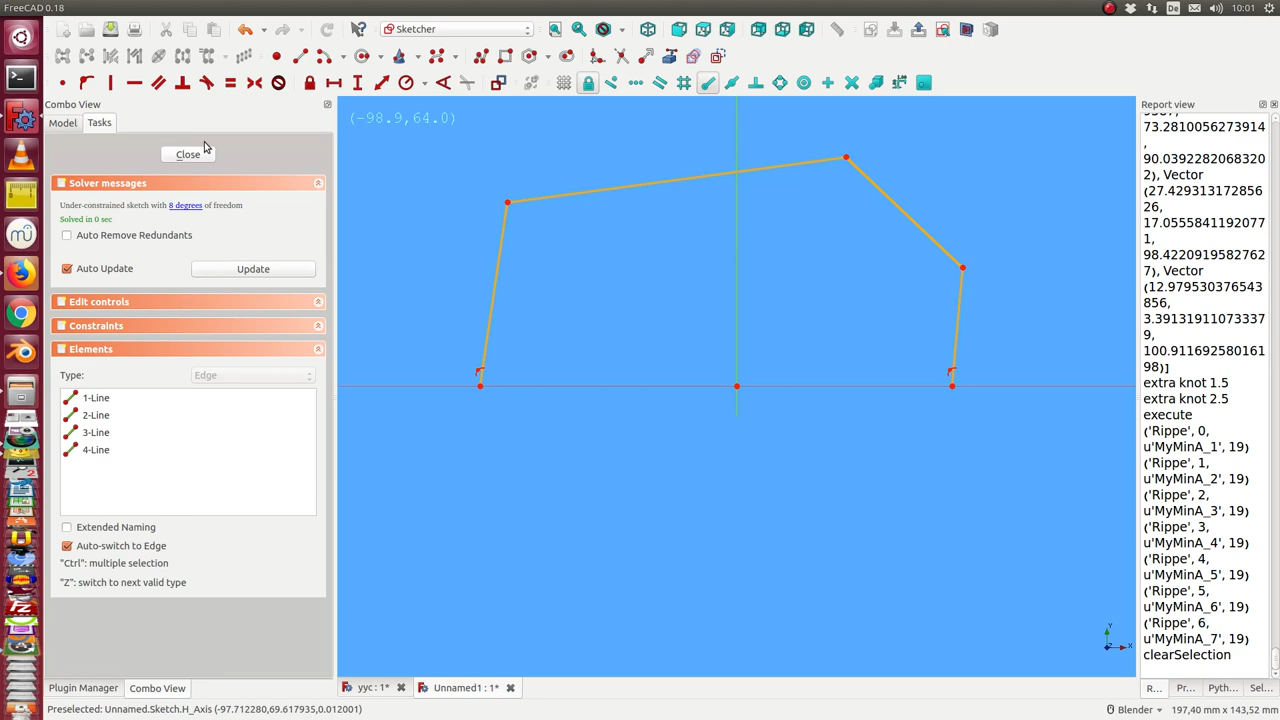 FreeCAD 0.18
De
10:01
Sketcher
Combo View
Model
Tasks
Close
Solver messages
Under-constrained sketch with 8 degrees of freedom
Solved in 0 sec
Auto Remove Redundants
Auto Update
Update
Edit controls
Constraints
Elements
Type:
Edge
1-Line
2-Line
3-Line
4-Line
Extended Naming
Auto-switch to Edge
"Ctrl": multiple selection
"Z": switch to next valid type
Plugin Manager
Combo View
(-98.9,64.0)
Y
X
yyc : 1*
Unnamed1 : 1*
Report view
73.2810056273914
,
90.0392282068320
2), Vector
(27.429313172856
26,
17.0555841192077
1,
98.4220919582762
7), Vector
(12.979530376543
856,
3.39131911073337
9,
100.911692580161
98)]
extra knot 1.5
extra knot 2.5
execute
('Rippe', 0,
u'MyMinA_1', 19)
('Rippe', 1,
u'MyMinA_2', 19)
('Rippe', 2,
u'MyMinA_3', 19)
('Rippe', 3,
u'MyMinA_4', 19)
('Rippe', 4,
u'MyMinA_5', 19)
('Rippe', 5,
u'MyMinA_6', 19)
('Rippe', 6,
u'MyMinA_7', 19)
clearSelection
R...
Pr...
Pyth...
Sel...
Preselected: Unnamed.Sketch.H_Axis (-97.712280,69.617935,0.012001)
Blender
197,40 mm x 143,52 mm